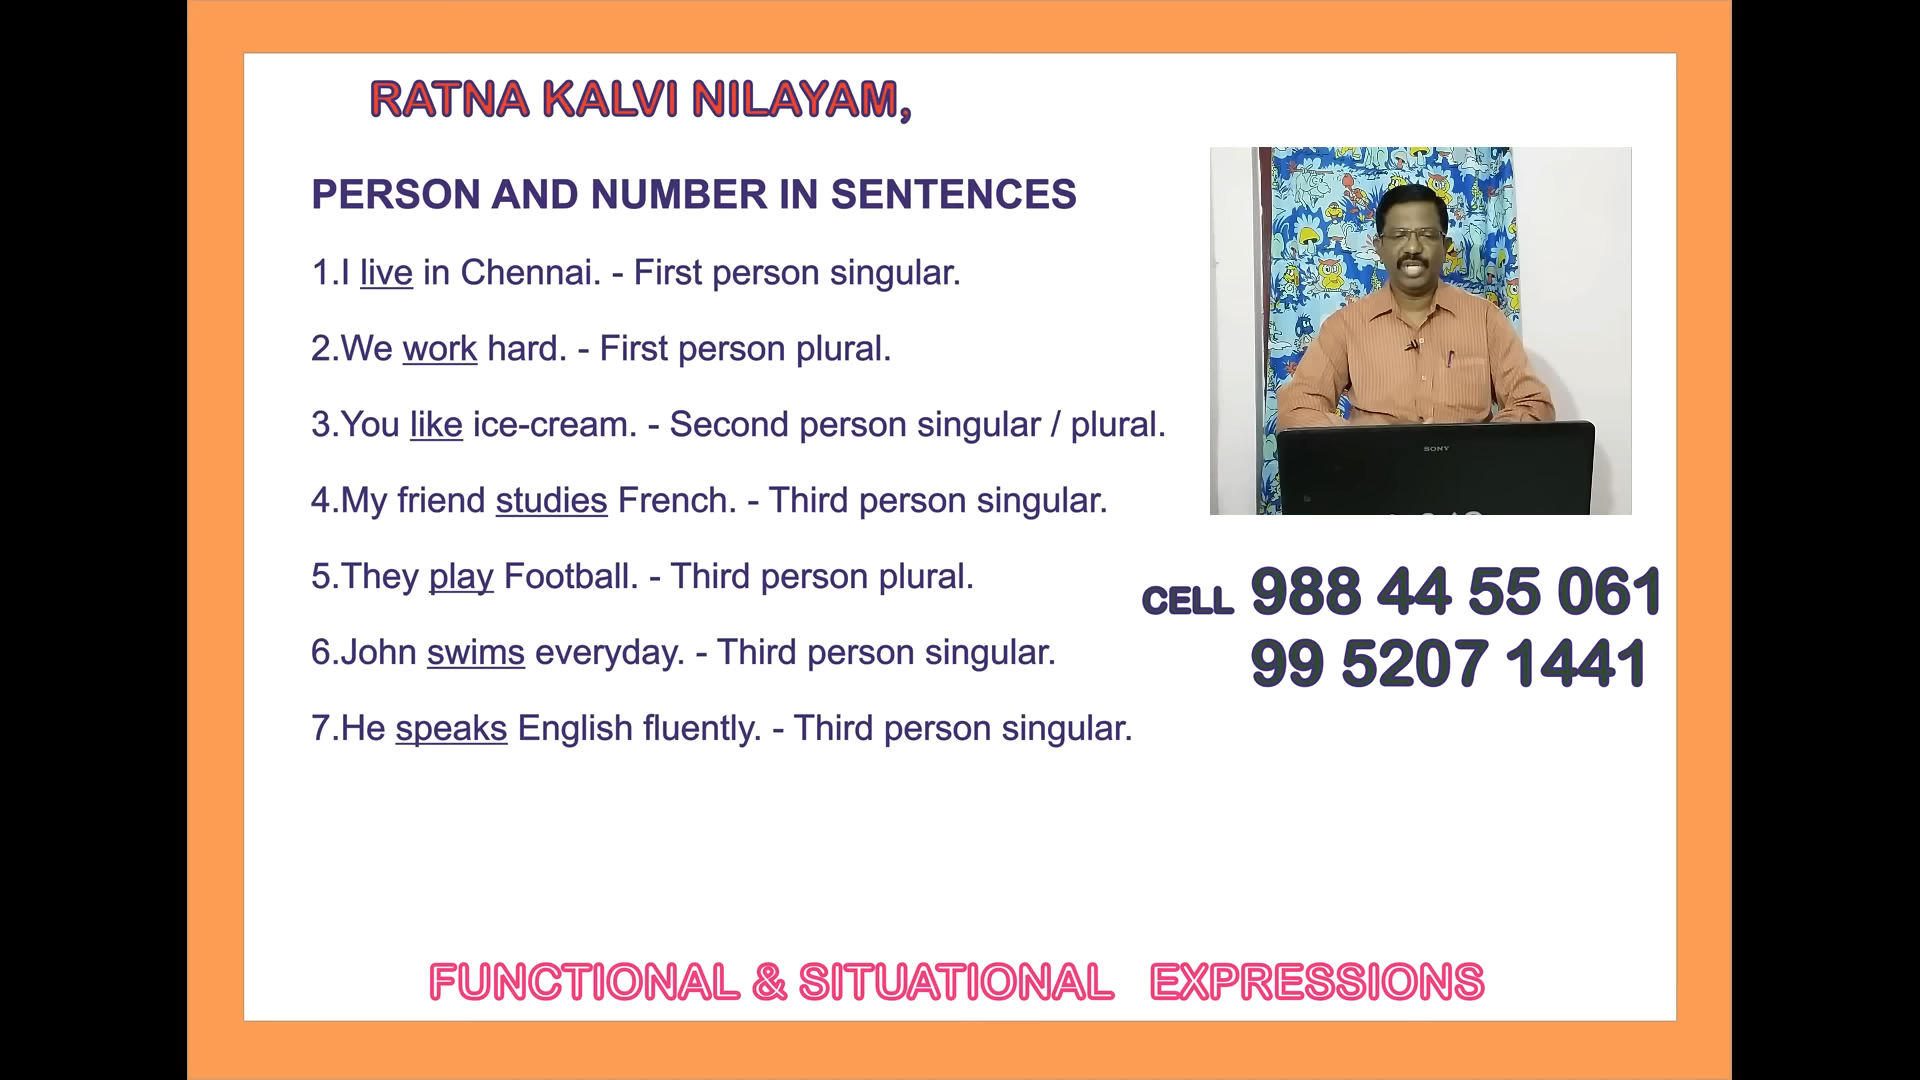 RATNA KALVI NILAYAM,
PERSON AND NUMBER IN SENTENCES
1.I live in Chennai. - First person singular.
2.We work hard. - First person plural.
3.You like ice-cream. - Second person singular / plural.
4.My friend studies French. - Third person singular.
5.They play Football. - Third person plural.
6.John swims everyday. - Third person singular.
7.He speaks English fluently. - Third person singular.
SONY
CELL 988 44 55 061
99 5207 1441
FUNCTIONAL & SITUATIONAL EXPRESSIONS